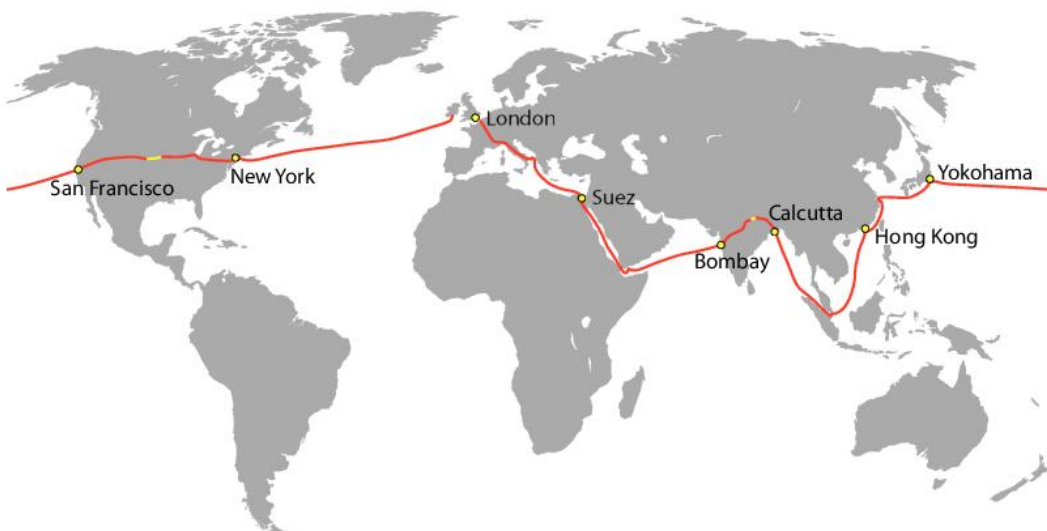 London
San Francisco
New York
Suez
Yokohama
Calcutta
Bombay
Hong Kong